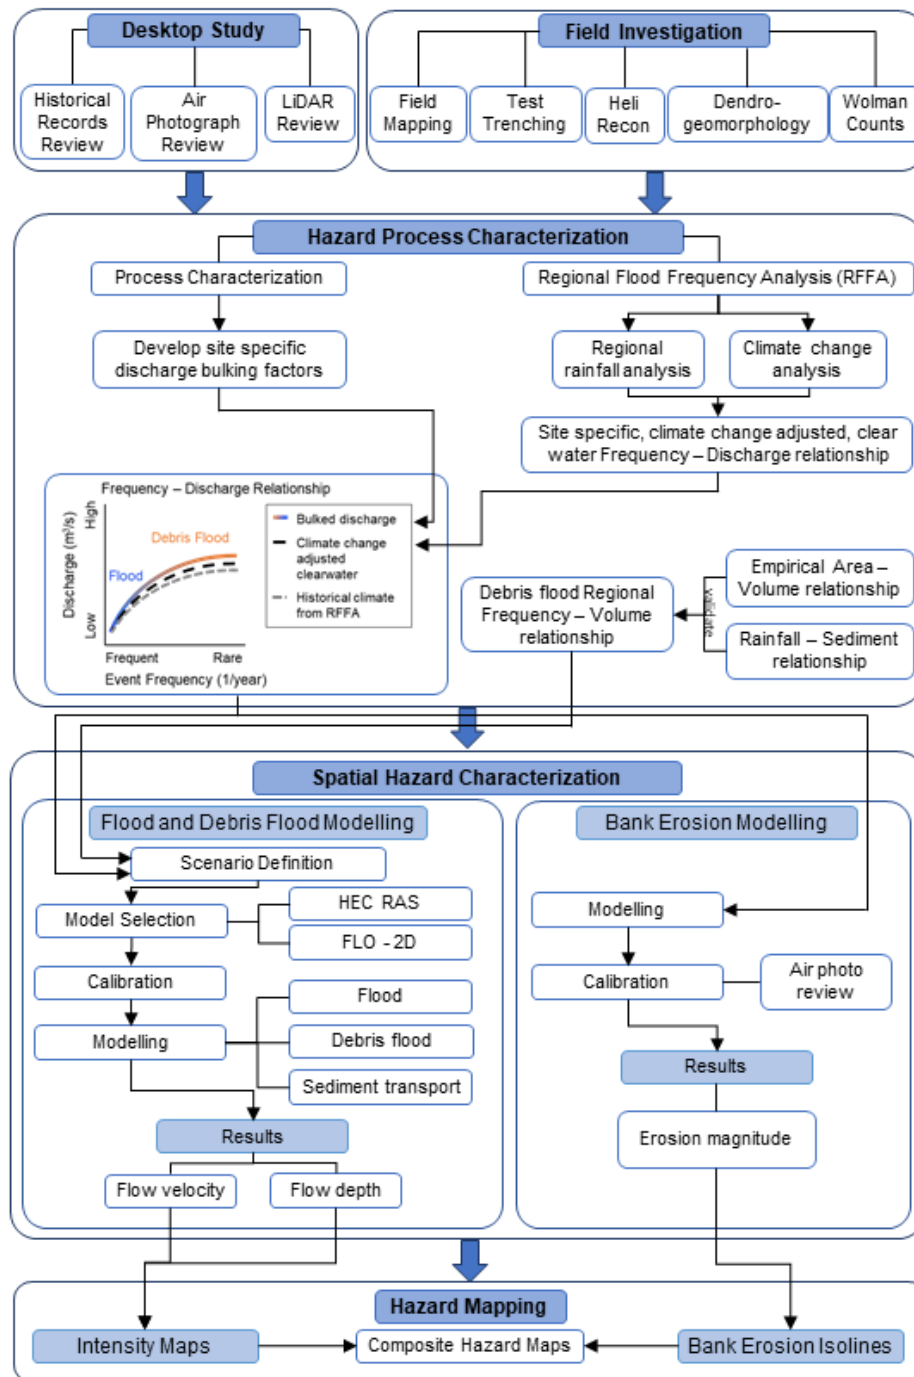 Desktop Study
Historical
Records
Review
Air
Photograph
Review
LiDAR
Review
Field Investigation
Field
Mapping
Test
Trenching
Heli
Recon
Dendro-
geomorphology
Wolman
Counts
Hazard Process Characterization
Process Characterization
Develop site specific
discharge bulking factors
Regional Flood Frequency Analysis (RFFA)
Regional
rainfall analysis
Climate change
analysis
Site specific, climate change adjusted, clear
water Frequency – Discharge relationship
Frequency – Discharge Relationship
Discharge (m³/s)
High
Low
Debris Flood
Flood
Frequent
Rare
Event Frequency (1/year)
Bulked discharge
Climate change
adjusted
clearwater
Historical climate
from RFFA
Debris flood Regional
Frequency – Volume
relationship
validate
Empirical Area –
Volume relationship
Rainfall – Sediment
relationship
Spatial Hazard Characterization
Flood and Debris Flood Modelling
Scenario Definition
Model Selection
HEC RAS
FLO - 2D
Calibration
Modelling
Flood
Debris flood
Sediment transport
Results
Flow velocity
Flow depth
Bank Erosion Modelling
Modelling
Calibration
Air photo
review
Results
Erosion magnitude
Hazard Mapping
Intensity Maps
Composite Hazard Maps
Bank Erosion Isolines